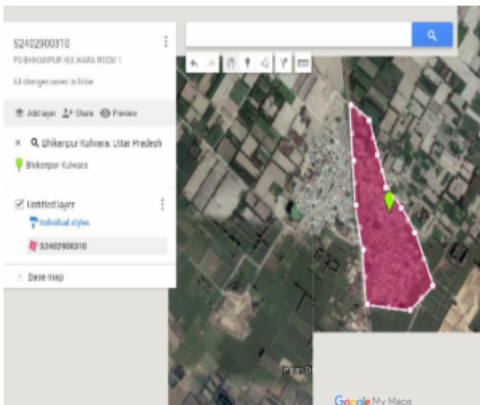 S2402900310
PS-BHIKANPUR KULWARA ROOM 1
All changes saved in Drive
Add layer Share Preview
Bhikanpur Kulwara, Uttar Pradesh
Bhikanpur Kulwara
Untitled layer
Individual styles
S2402900310
Base map
Indian
Google My Maps